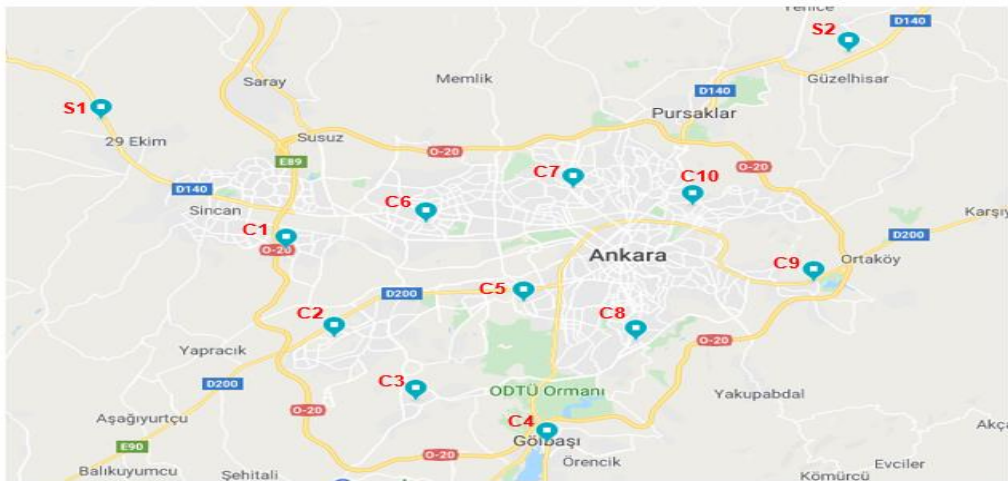 Yenice
S2
D140
Saray
Memlik
Güzelhisar
S1
D140
Pursaklar
29 Ekim
Susuz
O-20
E89
O-20
C7
C10
D140
Sincan
C6
Karşıy
C1
O-20
D200
Ankara
Ortaköy
C9
C5
D200
C2
C8
Yapracık
O-20
C3
D200
ODTÜ Ormanı
Yakupabdal
O-20
Aşağıyurtçu
C4
Akça
E90
Gölbaşı
O-20
Örencik
Evciler
Balıkuyumcu
Şehitali
Kömürcü